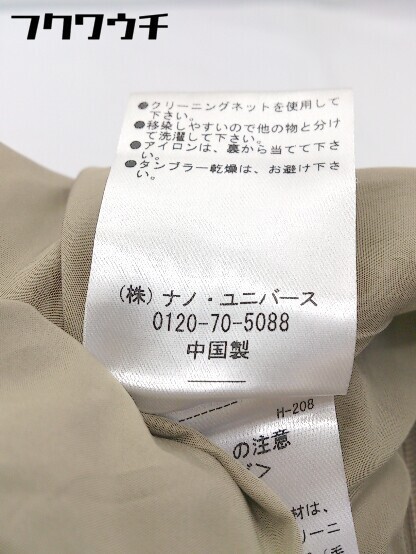 フクワウチ
●クリーニングネットを使用して
下さい。
●移染しやすいので他の物と分け
て洗濯して下さい。
●アイロンは、裏から当てて下さ
い。
●タンブラー乾燥は、お避け下さ
い。
(株)ナノ・ユニバース
0120-70-5088
中国製
H-208
の注意
材は、
リーニ